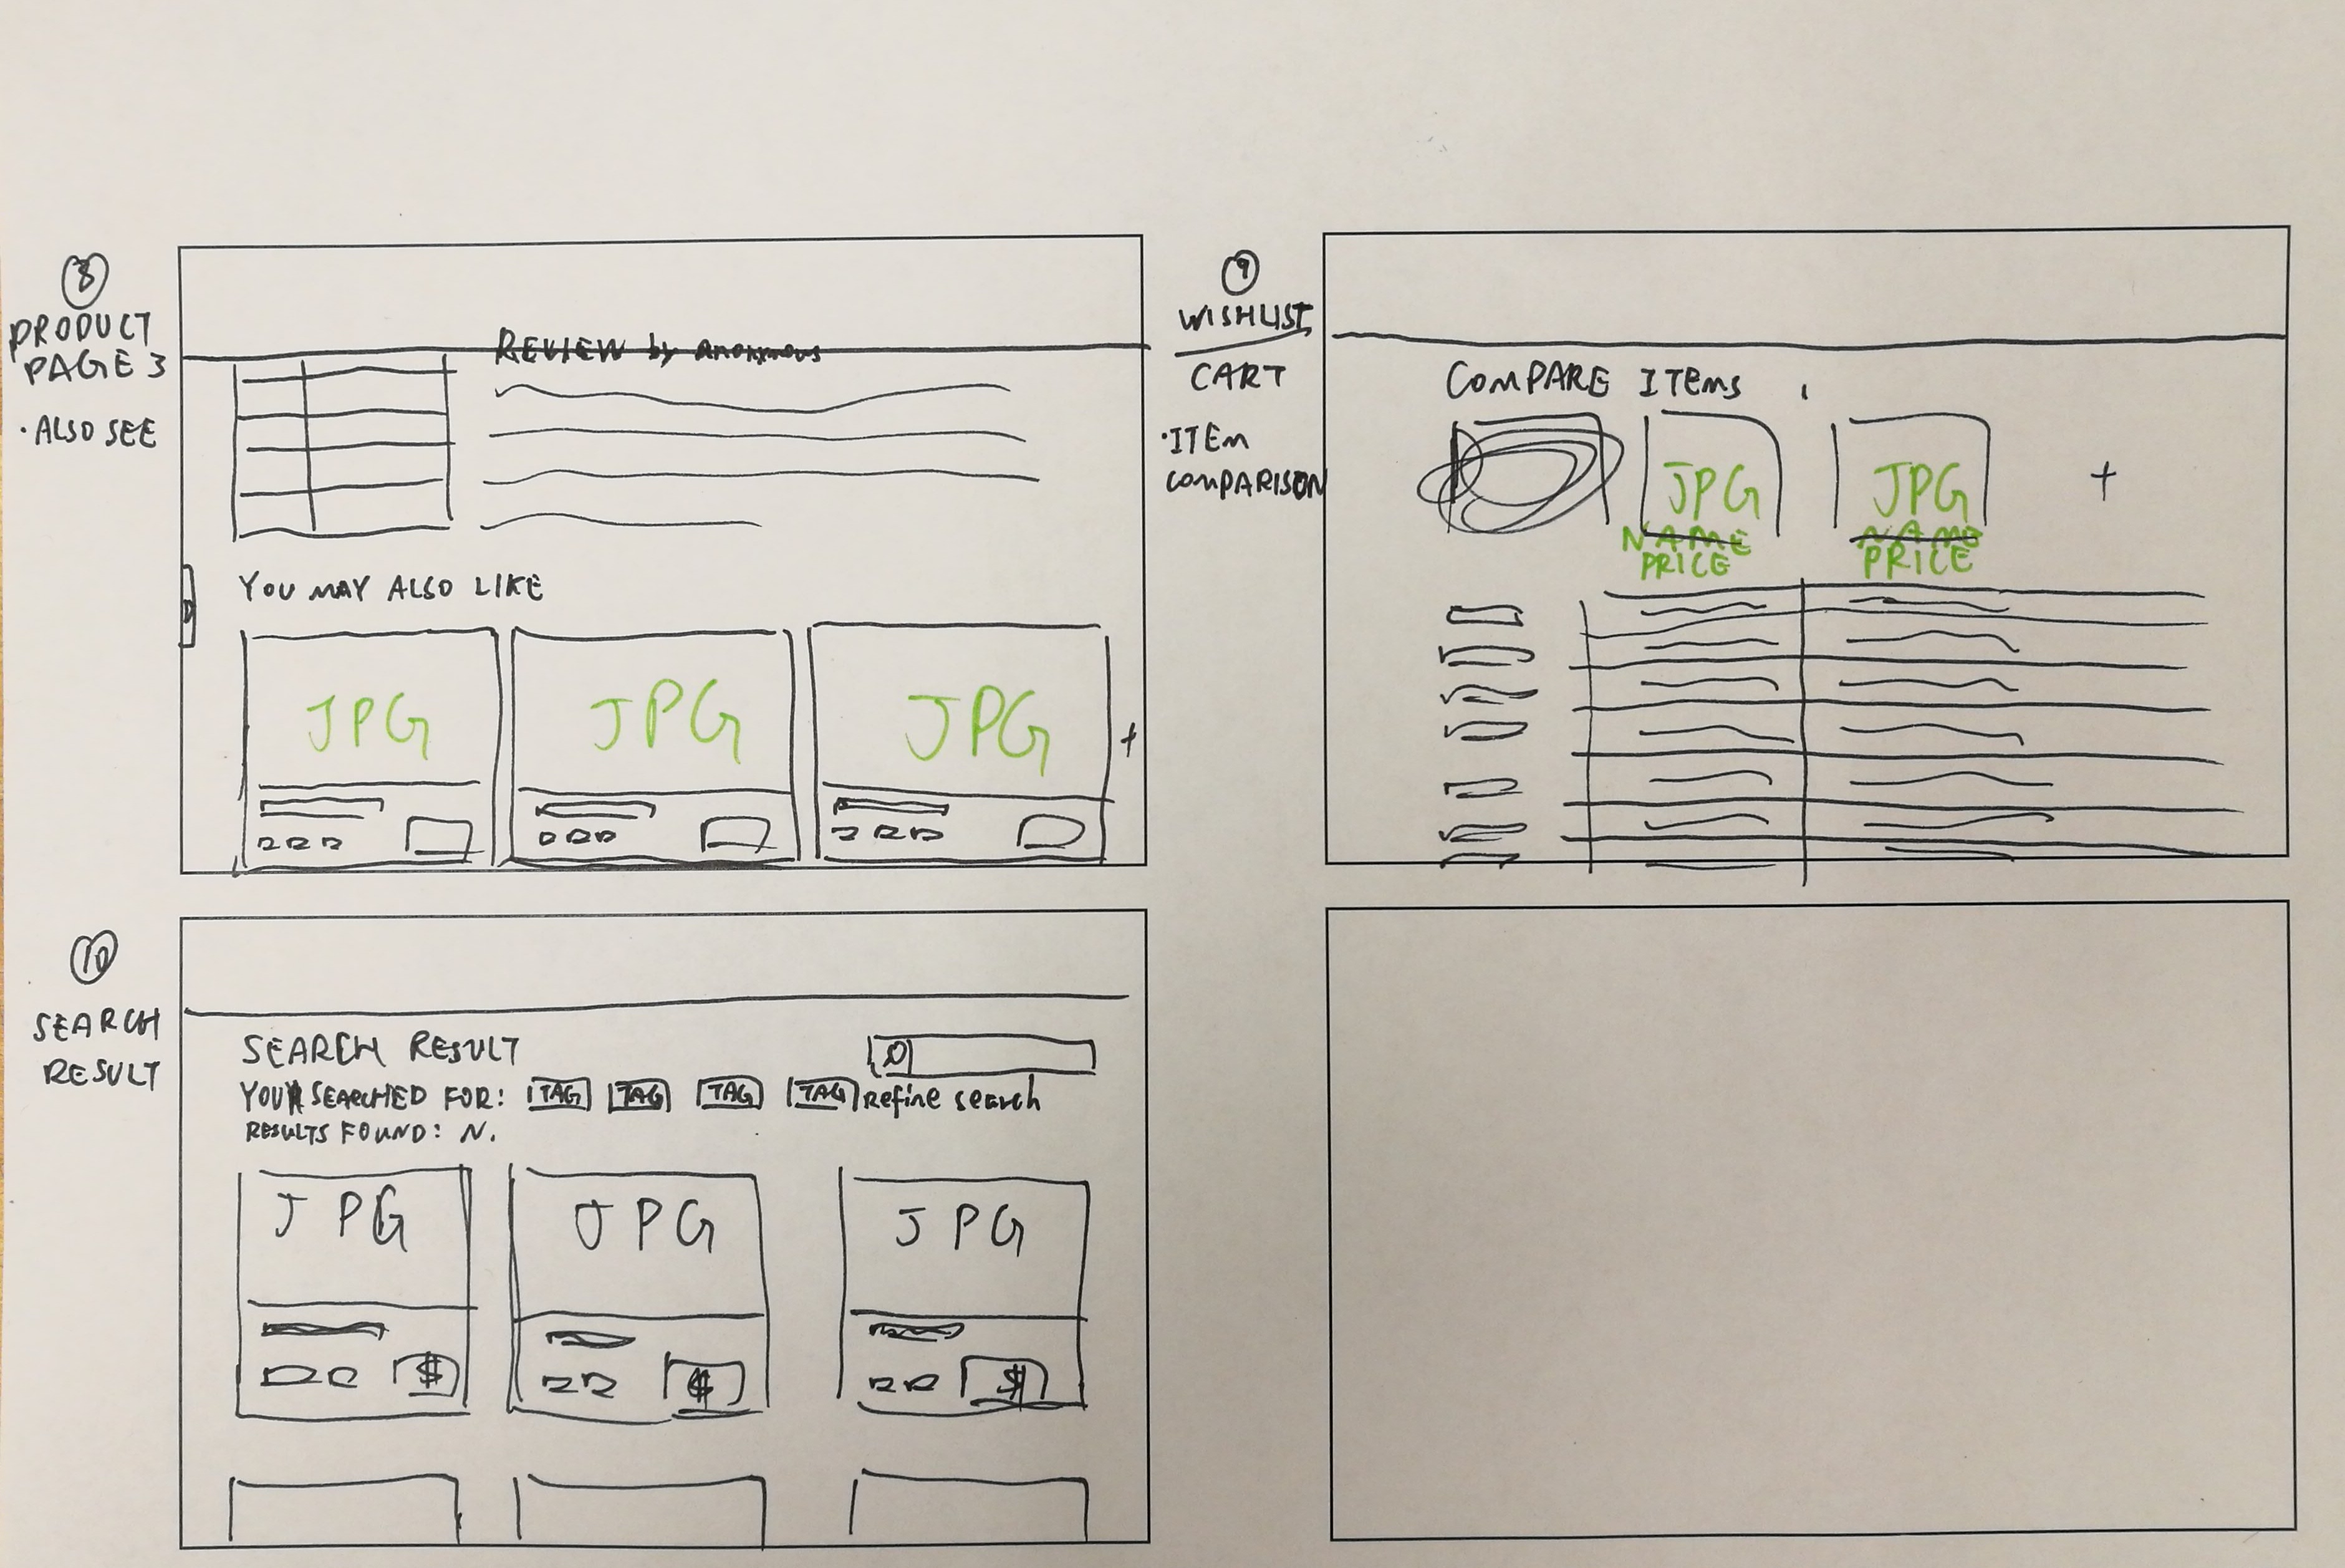 8
PRODUCT
PAGE 3
· ALSO SEE
REVIEW by Anonymous
YOU MAY ALSO LIKE
JPG
JPG
JPG
+
9
WISHLIST
CART
· ITEM
COMPARISON
COMPARE ITEMS
JPG
NAME
PRICE
JPG
NAME
PRICE
+
10
SEARCH
RESULT
SEARCH RESULT
YOU SEARCHED FOR: TAG TAG TAG TAG Refine search
RESULTS FOUND: N.
JPG
JPG
JPG
$
$
$